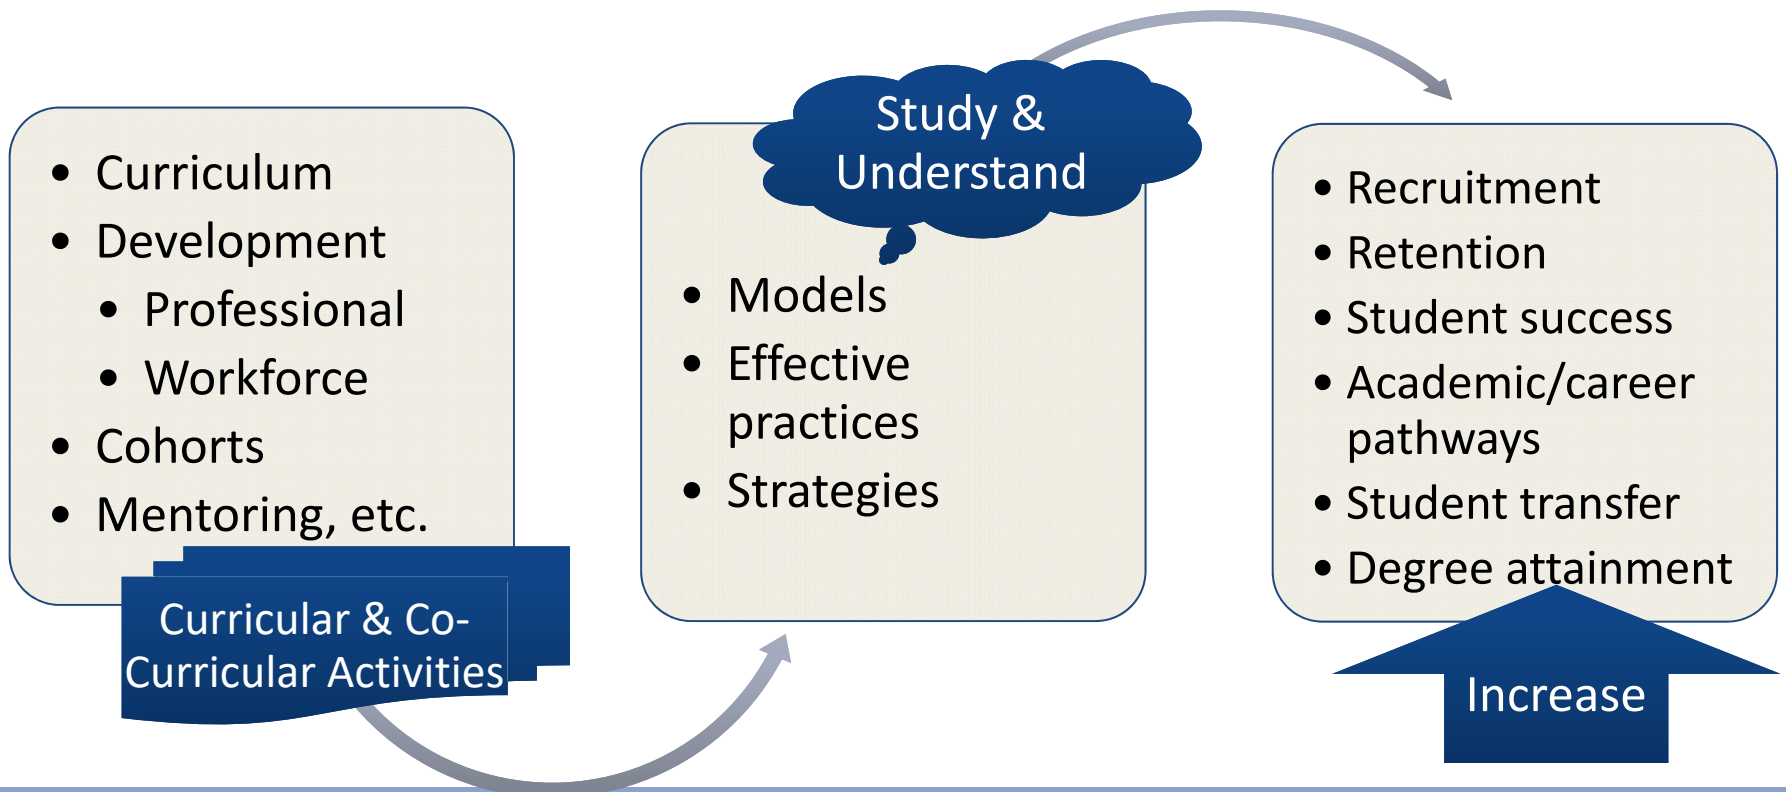 • Curriculum
• Development
• Professional
• Workforce
• Cohorts
• Mentoring, etc.
Curricular & Co-
Curricular Activities
Study &
Understand
• Models
• Effective
practices
• Strategies
• Recruitment
• Retention
• Student success
• Academic/career
pathways
• Student transfer
• Degree attainment
Increase